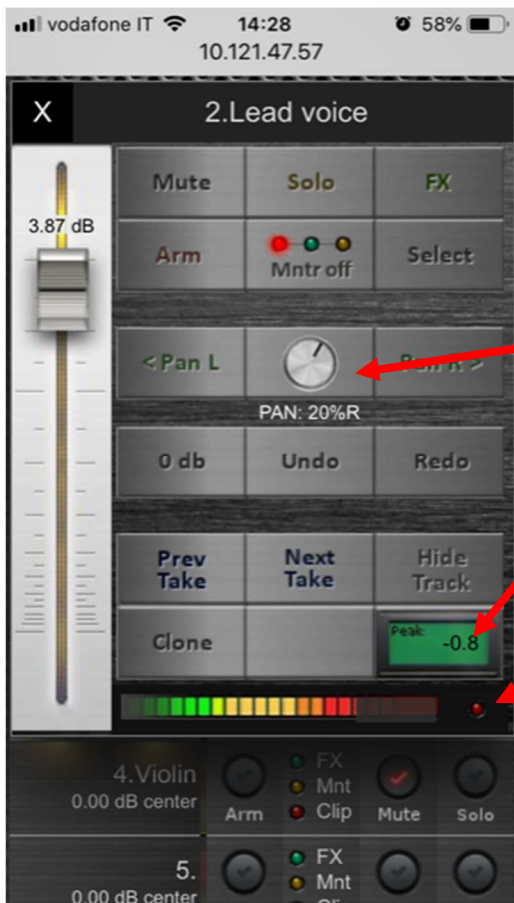 vodafone IT 14:28 58%
10.121.47.57
X 2.Lead voice
3.87 dB
Mute Solo FX
Arm Mntr off Select
< Pan L Pan R >
PAN: 20%R
0 db Undo Redo
Prev Take Next Take Hide Track
Clone Peak: -0.8
4.Violin
0.00 dB center
Arm FX Mnt Clip Mute Solo
5.
0.00 dB center
FX
Mnt